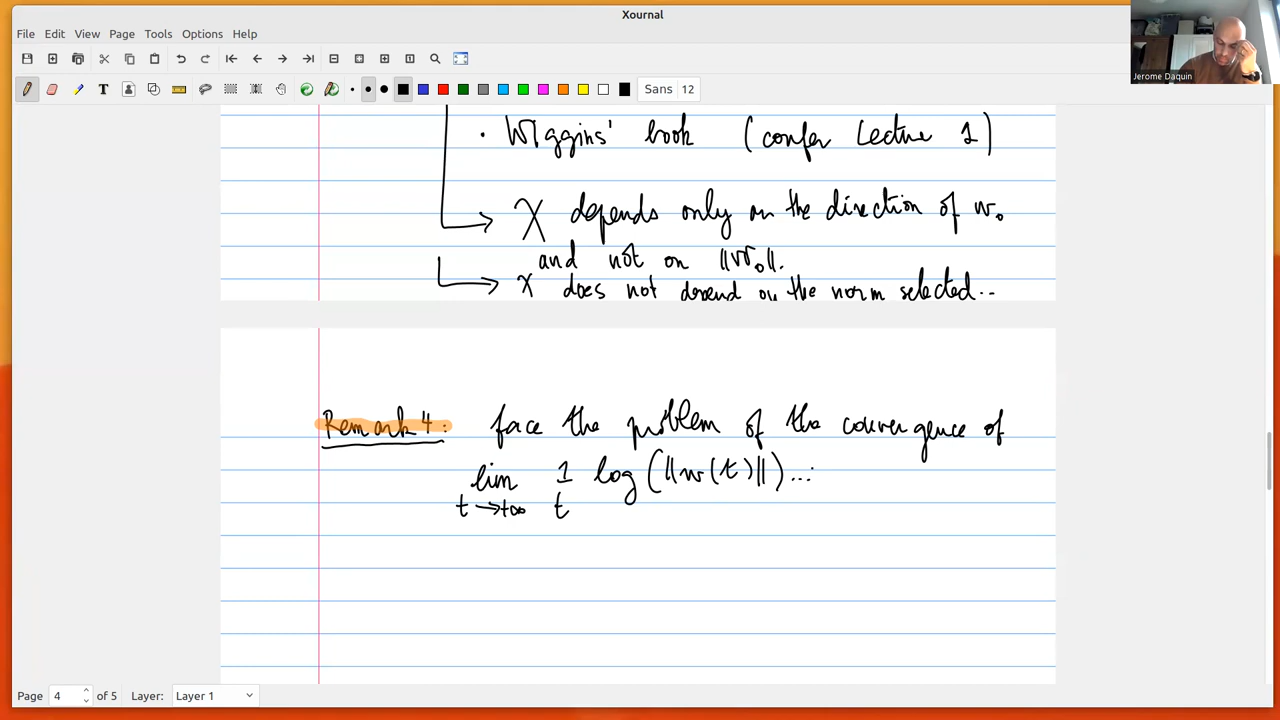 Xournal
File Edit View Page Tools Options Help
Sans 12
Jerome Daquin
· Wiggins' book (confer Lecture 1)
→ χ depends only on the direction of w₀
and not on ||w₀||.
→ χ does not depend on the norm selected...
Remark 4: face the problem of the convergence of
lim 1 log (||w(t)||)...
t→+∞ t
Page 4 of 5 Layer: Layer 1